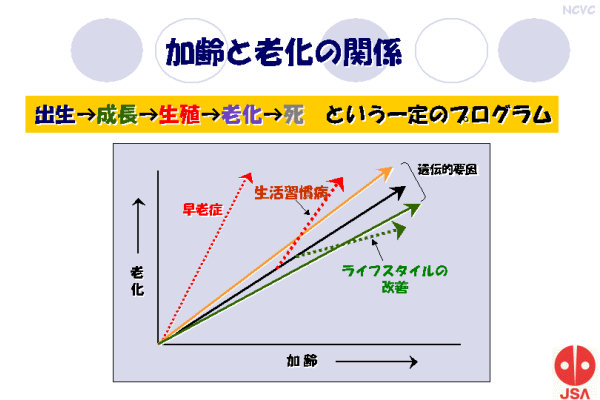 NCVC
加齢と老化の関係
出生→成長→生殖→老化→死 という一定のプログラム
遺伝的要因
生活習慣病
早老症
ライフスタイルの
改善
老化
加齢
JSA